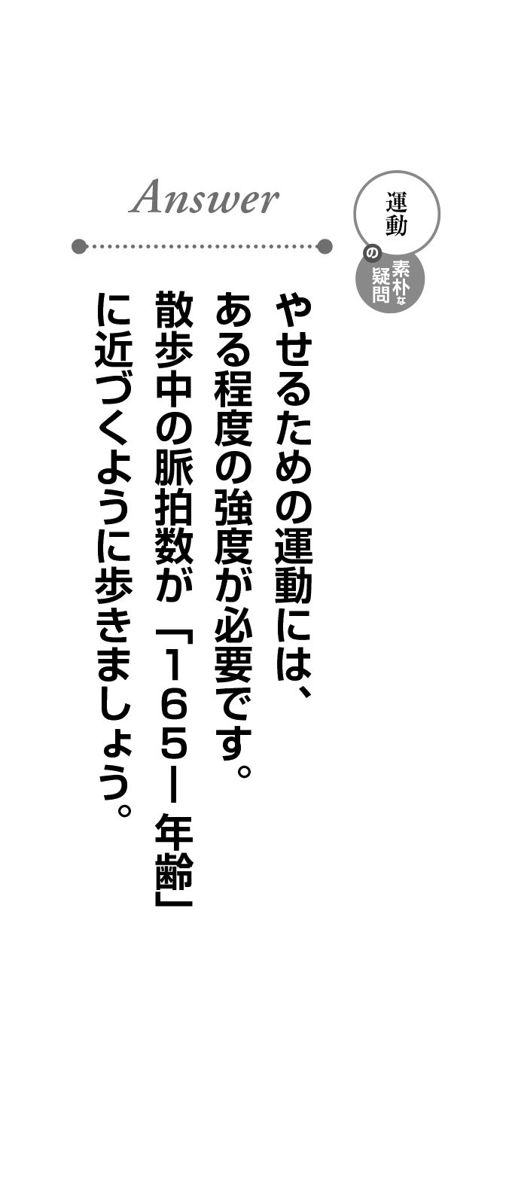 運動
の
素朴な
疑問
Answer
やせるための運動には、
ある程度の強度が必要です。
散歩中の脈拍数が「165ー年齢」
に近づくように歩きましょう。